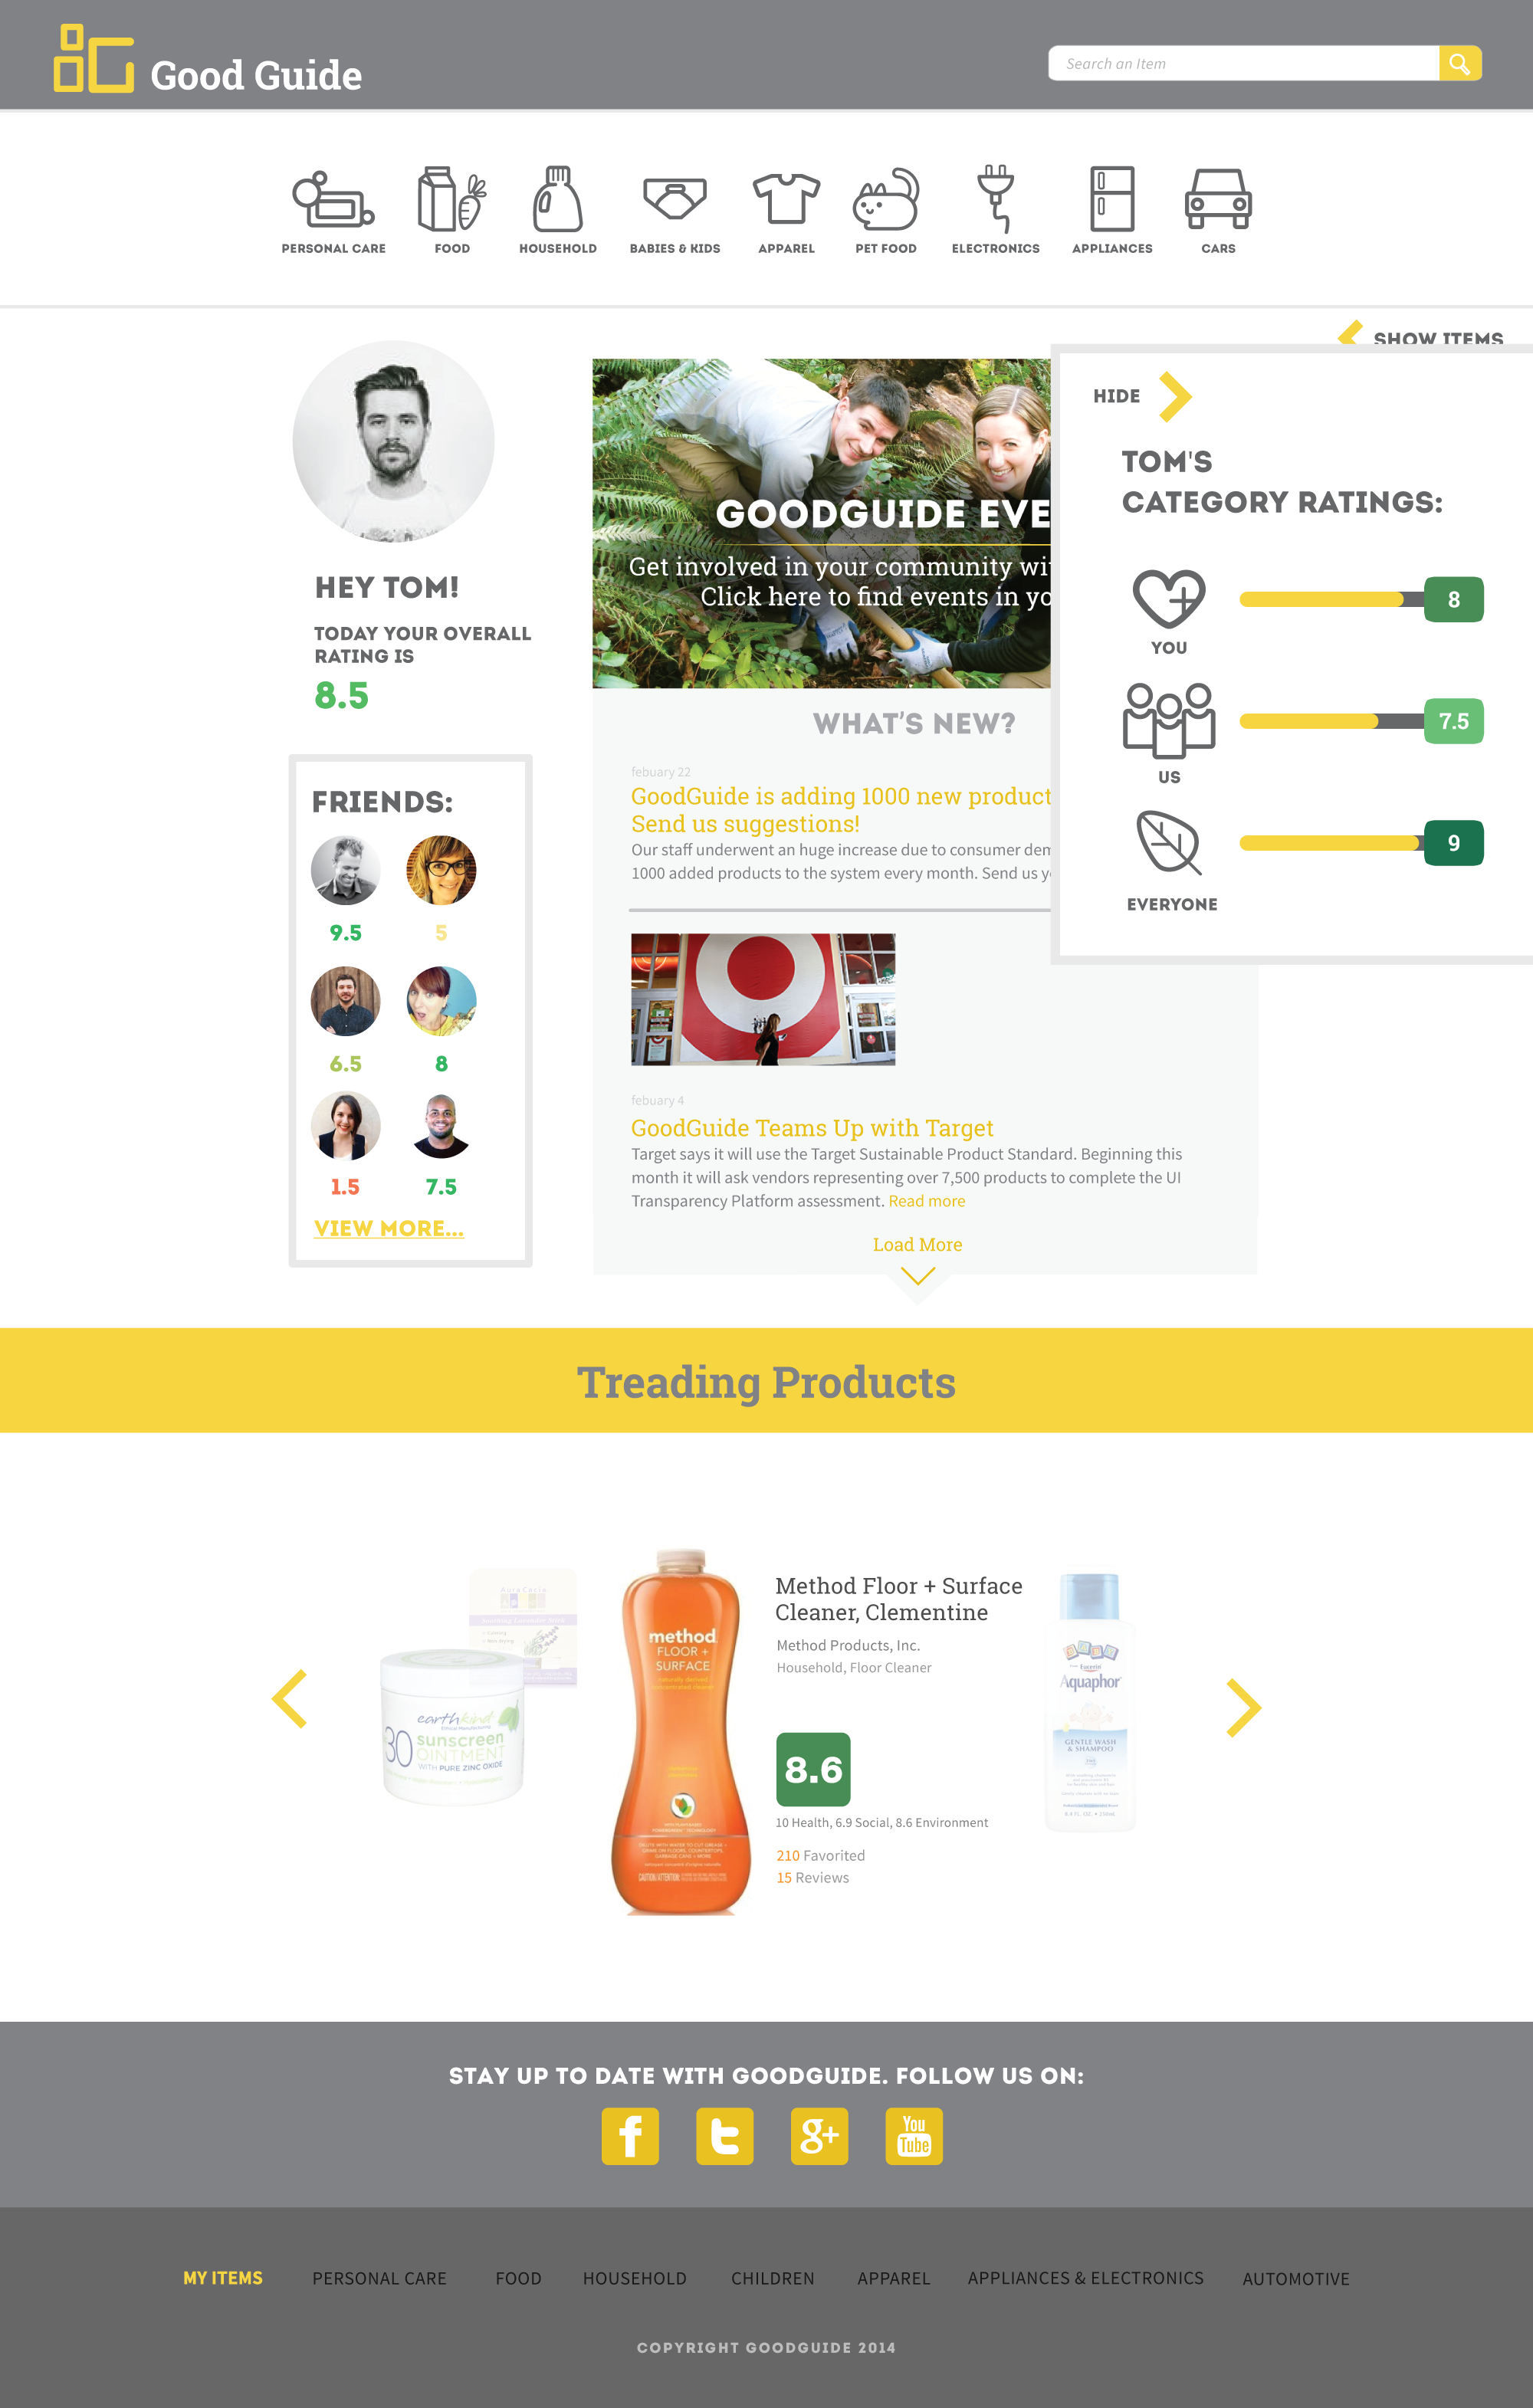 Good Guide
Search an Item
PERSONAL CARE
FOOD
HOUSEHOLD
BABIES & KIDS
APPAREL
PET FOOD
ELECTRONICS
APPLIANCES
CARS
SHOW ITEMS
HEY TOM!
TODAY YOUR OVERALL
RATING IS
8.5
FRIENDS:
9.5
5
6.5
8
1.5
7.5
VIEW MORE...
GOODGUIDE EVE
Get involved in your community wi
Click here to find events in yo
WHAT'S NEW?
febuary 22
GoodGuide is adding 1000 new product
Send us suggestions!
Our staff underwent an huge increase due to consumer dem
1000 added products to the system every month. Send us y
febuary 4
GoodGuide Teams Up with Target
Target says it will use the Target Sustainable Product Standard. Beginning this
month it will ask vendors representing over 7,500 products to complete the UI
Transparency Platform assessment. Read more
Load More
HIDE
TOM'S
CATEGORY RATINGS:
YOU
8
US
7.5
EVERYONE
9
Treading Products
earthkind
30
sunscreen
OINTMENT
WITH PURE ZINC OXIDE
method
FLOOR +
SURFACE
Method Floor + Surface
Cleaner, Clementine
Method Products, Inc.
Household, Floor Cleaner
8.6
10 Health, 6.9 Social, 8.6 Environment
210 Favorited
15 Reviews
Eucerin
Aquaphor
GENTLE WASH
& SHAMPOO
STAY UP TO DATE WITH GOODGUIDE. FOLLOW US ON:
f
t
g+
You
Tube
MY ITEMS
PERSONAL CARE
FOOD
HOUSEHOLD
CHILDREN
APPAREL
APPLIANCES & ELECTRONICS
AUTOMOTIVE
COPYRIGHT GOODGUIDE 2014